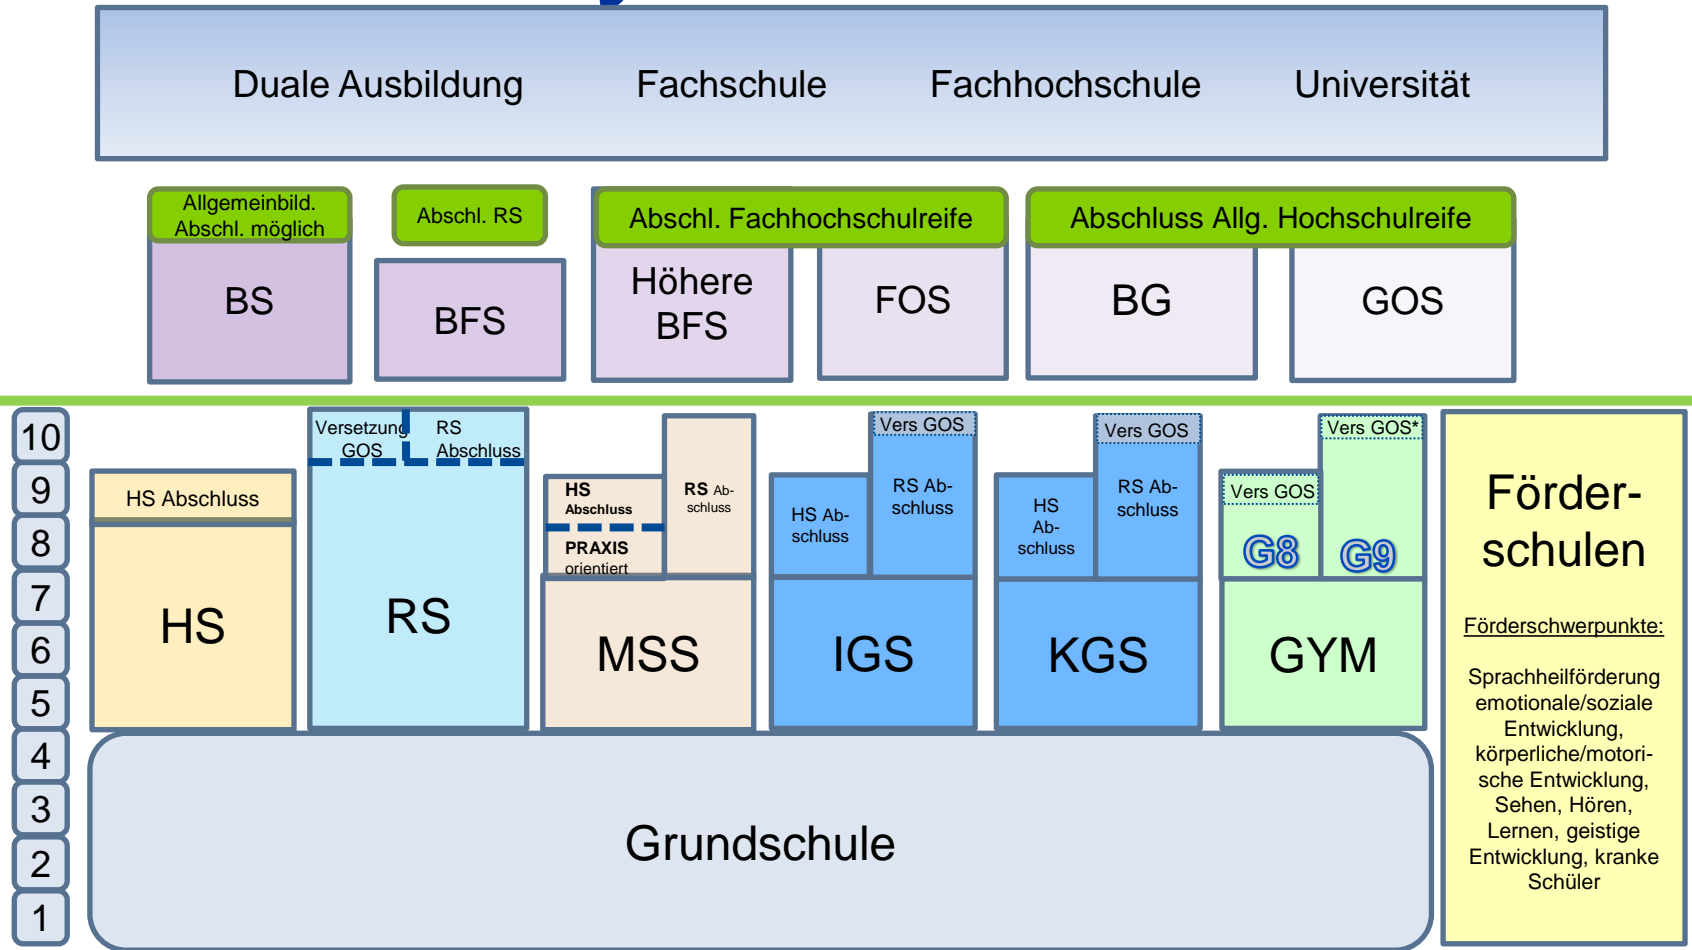 Duale Ausbildung Fachschule Fachhochschule Universität
Allgemeinbild.
Abschl. möglich
Abschl. RS
Abschl. Fachhochschulreife
Abschluss Allg. Hochschulreife
BS
BFS
Höhere
BFS
FOS
BG
GOS
10
9
8
7
6
5
4
3
2
1
HS Abschluss
HS
Versetzung
GOS
RS
Abschluss
RS
HS
Abschluss
PRAXIS
orientiert
RS Ab-
schluss
MSS
HS Ab-
schluss
Vers GOS
RS Ab-
schluss
IGS
HS
Ab-
schluss
Vers GOS
RS Ab-
schluss
KGS
Vers GOS
G8
Vers GOS*
G9
GYM
Förder-
schulen
Förderschwerpunkte:
Sprachheilförderung
emotionale/soziale
Entwicklung,
körperliche/motori-
sche Entwicklung,
Sehen, Hören,
Lernen, geistige
Entwicklung, kranke
Schüler
Grundschule